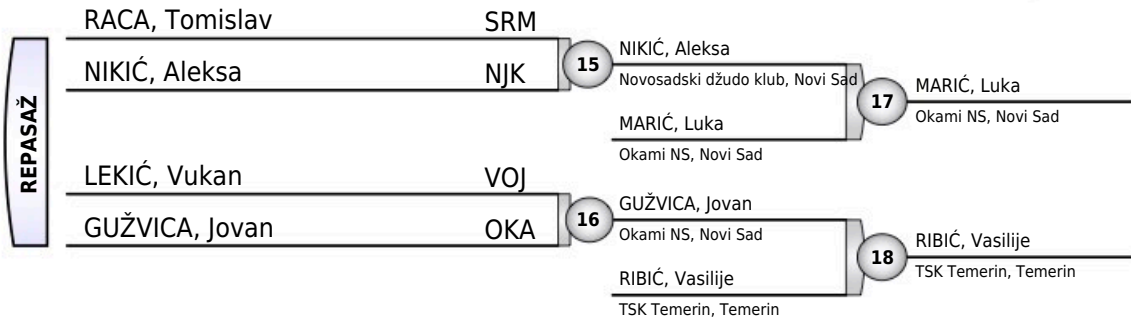 REPASAŽ
RACA, Tomislav SRM
NIKIĆ, Aleksa NJK
15
NIKIĆ, Aleksa
Novosadski džudo klub, Novi Sad
MARIĆ, Luka
Okami NS, Novi Sad
17
MARIĆ, Luka
Okami NS, Novi Sad
LEKIĆ, Vukan VOJ
GUŽVICA, Jovan OKA
16
GUŽVICA, Jovan
Okami NS, Novi Sad
RIBIĆ, Vasilije
TSK Temerin, Temerin
18
RIBIĆ, Vasilije
TSK Temerin, Temerin